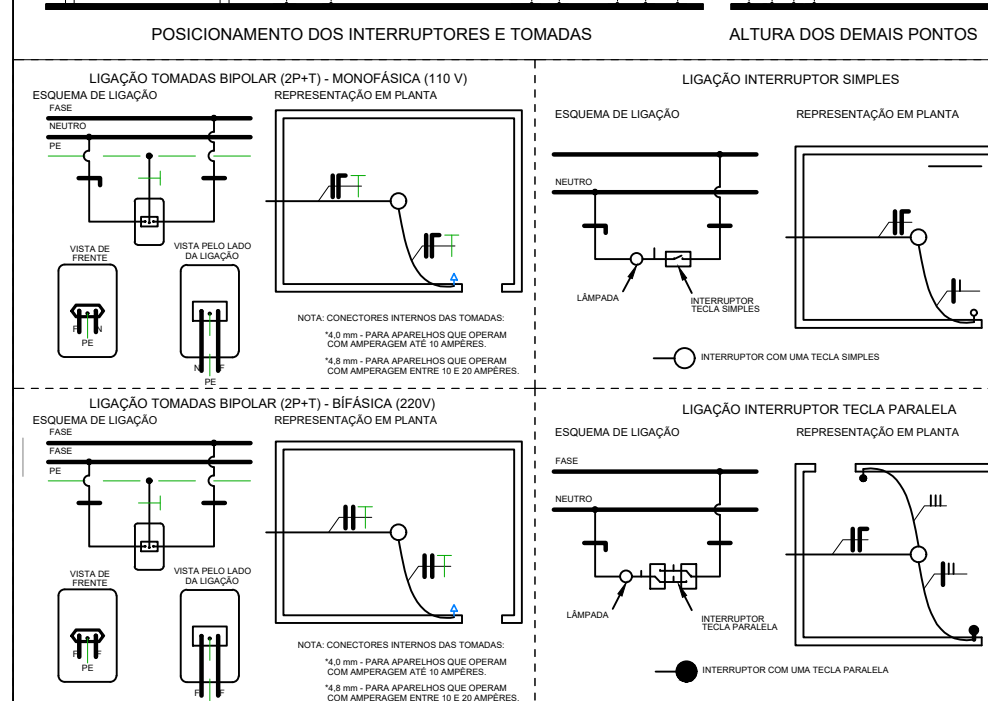 POSICIONAMENTO DOS INTERRUPTORES E TOMADAS
ALTURA DOS DEMAIS PONTOS
LIGAÇÃO TOMADAS BIPOLAR (2P+T) - MONOFÁSICA (110 V)
ESQUEMA DE LIGAÇÃO
REPRESENTAÇÃO EM PLANTA
FASE
NEUTRO
PE
VISTA DE
FRENTE
VISTA PELO LADO
DA LIGAÇÃO
F N
PE
N F
PE
NOTA: CONECTORES INTERNOS DAS TOMADAS:
*4,0 mm - PARA APARELHOS QUE OPERAM
COM AMPERAGEM ATÉ 10 AMPÈRES.
*4,8 mm - PARA APARELHOS QUE OPERAM
COM AMPERAGEM ENTRE 10 E 20 AMPÈRES.
LIGAÇÃO INTERRUPTOR SIMPLES
ESQUEMA DE LIGAÇÃO
REPRESENTAÇÃO EM PLANTA
NEUTRO
LÂMPADA
INTERRUPTOR
TECLA SIMPLES
INTERRUPTOR COM UMA TECLA SIMPLES
LIGAÇÃO TOMADAS BIPOLAR (2P+T) - BÍFÁSICA (220V)
ESQUEMA DE LIGAÇÃO
REPRESENTAÇÃO EM PLANTA
FASE
FASE
PE
VISTA DE
FRENTE
VISTA PELO LADO
DA LIGAÇÃO
F F
PE
F F
NOTA: CONECTORES INTERNOS DAS TOMADAS:
*4,0 mm - PARA APARELHOS QUE OPERAM
COM AMPERAGEM ATÉ 10 AMPÈRES.
*4,8 mm - PARA APARELHOS QUE OPERAM
COM AMPERAGEM ENTRE 10 E 20 AMPÈRES.
LIGAÇÃO INTERRUPTOR TECLA PARALELA
ESQUEMA DE LIGAÇÃO
REPRESENTAÇÃO EM PLANTA
FASE
NEUTRO
LÂMPADA
INTERRUPTOR
TECLA PARALELA
INTERRUPTOR COM UMA TECLA PARALELA